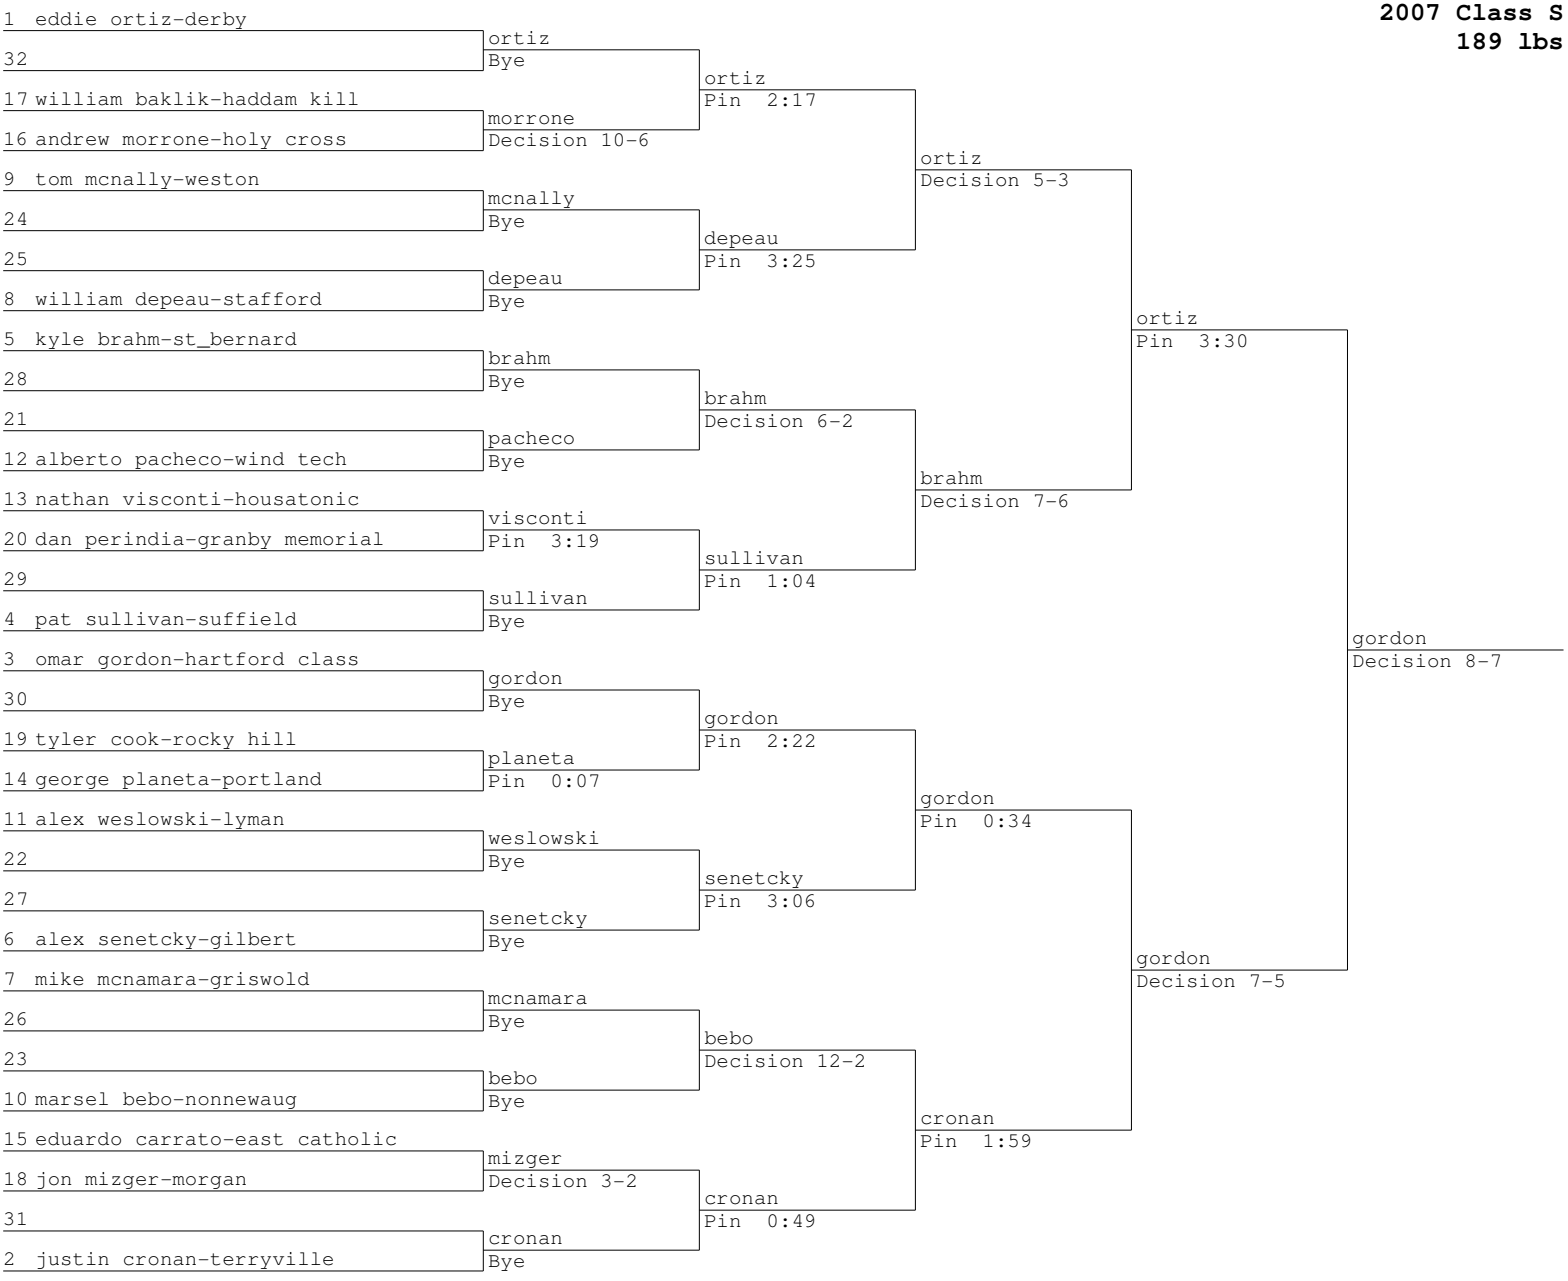 2007 Class S
189 lbs
1 eddie ortiz-derby
32
17 william baklik-haddam kill
16 andrew morrone-holy cross
9 tom mcnally-weston
24
25
8 william depeau-stafford
5 kyle brahm-st_bernard
28
21
12 alberto pacheco-wind tech
13 nathan visconti-housatonic
20 dan perindia-granby memorial
29
4 pat sullivan-suffield
3 omar gordon-hartford class
30
19 tyler cook-rocky hill
14 george planeta-portland
11 alex weslowski-lyman
22
27
6 alex senetcky-gilbert
7 mike mcnamara-griswold
26
23
10 marsel bebo-nonnewaug
15 eduardo carrato-east catholic
18 jon mizger-morgan
31
2 justin cronan-terryville
ortiz
Bye
morrone
Decision 10-6
mcnally
Bye
depeau
Bye
brahm
Bye
pacheco
Bye
visconti
Pin 3:19
sullivan
Bye
gordon
Bye
planeta
Pin 0:07
weslowski
Bye
senetcky
Bye
mcnamara
Bye
bebo
Bye
mizger
Decision 3-2
cronan
Bye
ortiz
Pin 2:17
depeau
Pin 3:25
brahm
Decision 6-2
sullivan
Pin 1:04
gordon
Pin 2:22
senetcky
Pin 3:06
bebo
Decision 12-2
cronan
Pin 0:49
ortiz
Decision 5-3
brahm
Decision 7-6
gordon
Pin 0:34
cronan
Pin 1:59
ortiz
Pin 3:30
gordon
Decision 7-5
gordon
Decision 8-7